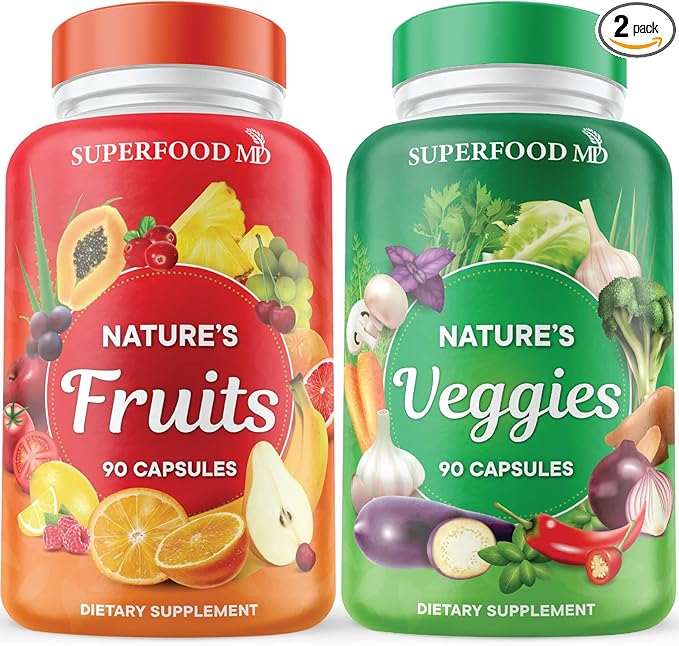 2 pack
SUPERFOOD MD
NATURE'S
Fruits
90 CAPSULES
DIETARY SUPPLEMENT
SUPERFOOD MD
NATURE'S
Veggies
90 CAPSULES
DIETARY SUPPLEMENT